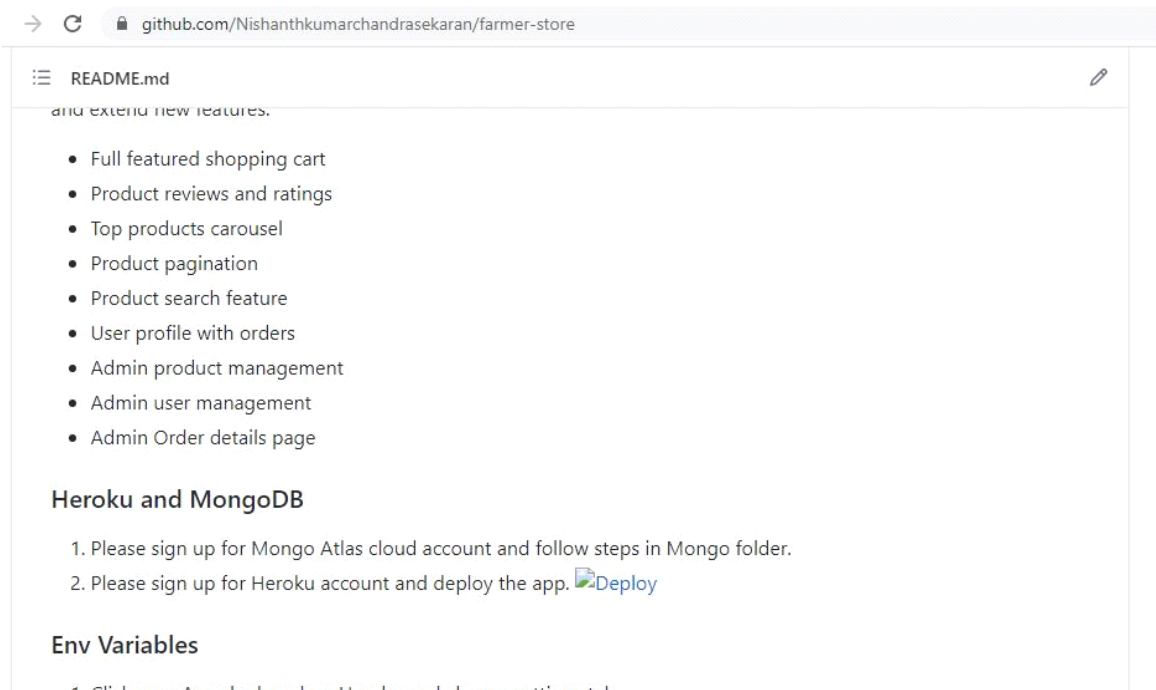 github.com/Nishanthkumarchandrasekaran/farmer-store
README.md
and extend new features.
• Full featured shopping cart
• Product reviews and ratings
• Top products carousel
• Product pagination
• Product search feature
• User profile with orders
• Admin product management
• Admin user management
• Admin Order details page
Heroku and MongoDB
1. Please sign up for Mongo Atlas cloud account and follow steps in Mongo folder.
2. Please sign up for Heroku account and deploy the app. Deploy
Env Variables